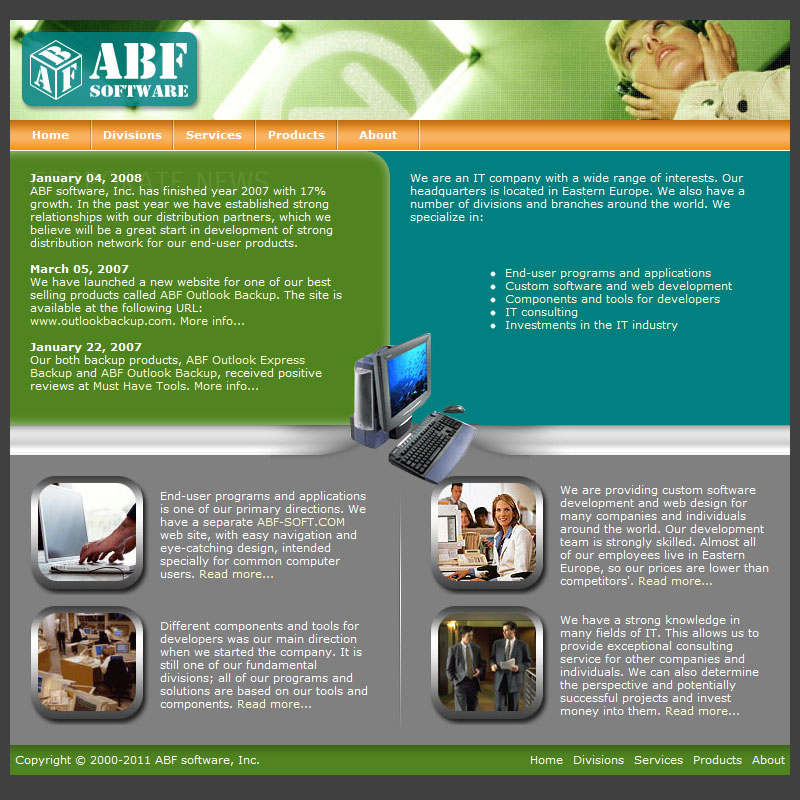 ABF
SOFTWARE
Home Divisions Services Products About
January 04, 2008
ABF software, Inc. has finished year 2007 with 17%
growth. In the past year we have established strong
relationships with our distribution partners, which we
believe will be a great start in development of strong
distribution network for our end-user products.
March 05, 2007
We have launched a new website for one of our best
selling products called ABF Outlook Backup. The site is
available at the following URL:
www.outlookbackup.com. More info...
January 22, 2007
Our both backup products, ABF Outlook Express
Backup and ABF Outlook Backup, received positive
reviews at Must Have Tools. More info...
We are an IT company with a wide range of interests. Our
headquarters is located in Eastern Europe. We also have a
number of divisions and branches around the world. We
specialize in:
End-user programs and applications
Custom software and web development
Components and tools for developers
IT consulting
Investments in the IT industry
End-user programs and applications
is one of our primary directions. We
have a separate ABF-SOFT.COM
web site, with easy navigation and
eye-catching design, intended
specially for common computer
users. Read more...
We are providing custom software
development and web design for
many companies and individuals
around the world. Our development
team is strongly skilled. Almost all
of our employees live in Eastern
Europe, so our prices are lower than
competitors'. Read more...
Different components and tools for
developers was our main direction
when we started the company. It is
still one of our fundamental
divisions; all of our programs and
solutions are based on our tools and
components. Read more...
We have a strong knowledge in
many fields of IT. This allows us to
provide exceptional consulting
service for other companies and
individuals. We can also determine
the perspective and potentially
successful projects and invest
money into them. Read more...
Copyright © 2000-2011 ABF software, Inc.
Home Divisions Services Products About